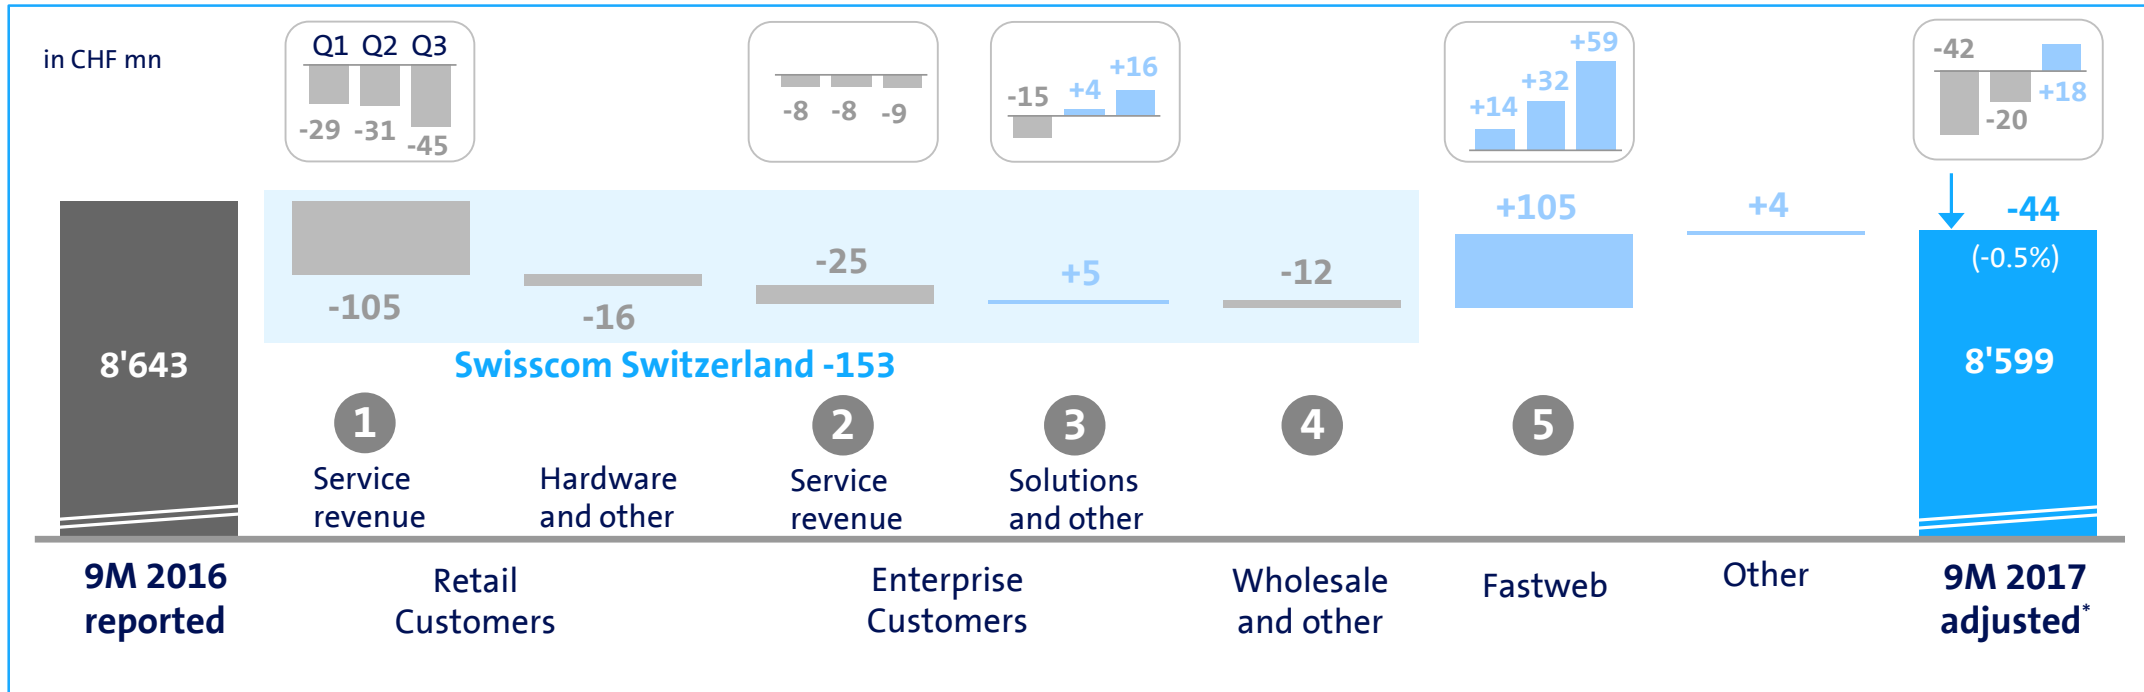 in CHF mn
Q1 Q2 Q3
-29 -31 -45
-8 -8 -9
-15 +4 +16
+14 +32 +59
-42 -20 +18
8'643
-105
-16
-25
+5
-12
+105
+4
-44
(-0.5%)
8'599
Swisscom Switzerland -153
1
2
3
4
5
Service
revenue
Hardware
and other
Service
revenue
Solutions
and other
9M 2016
reported
Retail
Customers
Enterprise
Customers
Wholesale
and other
Fastweb
Other
9M 2017
adjusted*